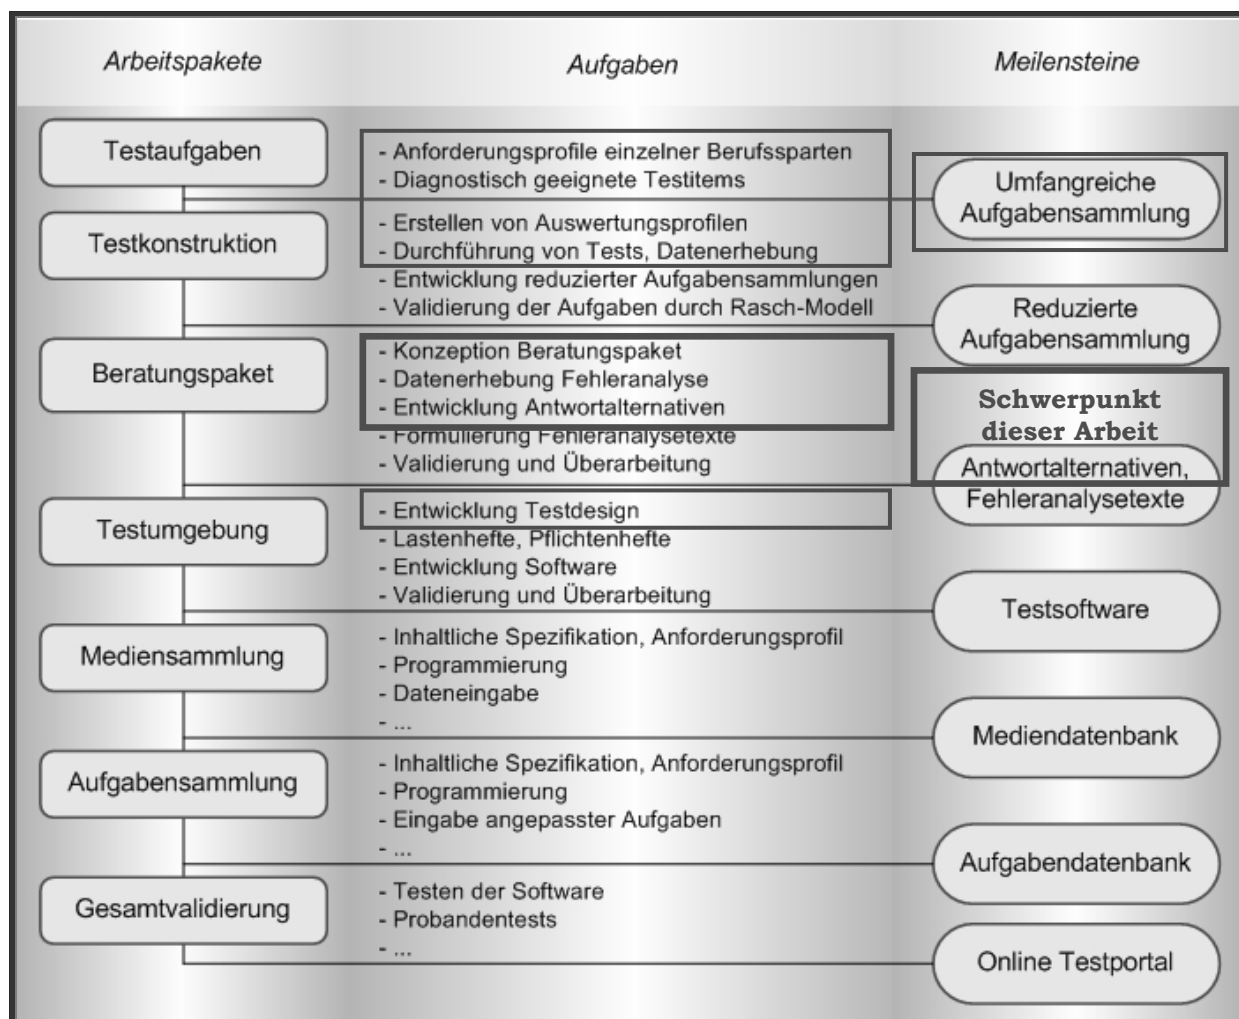 Arbeitspakete
Aufgaben
Meilensteine
Testaufgaben
- Anforderungsprofile einzelner Berufssparten
- Diagnostisch geeignete Testitems
Umfangreiche
Aufgabensammlung
Testkonstruktion
- Erstellen von Auswertungsprofilen
- Durchführung von Tests, Datenerhebung
- Entwicklung reduzierter Aufgabensammlungen
- Validierung der Aufgaben durch Rasch-Modell
Reduzierte
Aufgabensammlung
Beratungspaket
- Konzeption Beratungspaket
- Datenerhebung Fehleranalyse
- Entwicklung Antwortalternativen
- Formulierung Fehleranalysetexte
- Validierung und Überarbeitung
Schwerpunkt
dieser Arbeit
Antwortalternativen,
Fehleranalysetexte
Testumgebung
- Entwicklung Testdesign
- Lastenhefte, Pflichtenhefte
- Entwicklung Software
- Validierung und Überarbeitung
Testsoftware
Mediensammlung
- Inhaltliche Spezifikation, Anforderungsprofil
- Programmierung
- Dateneingabe
- ...
Mediendatenbank
Aufgabensammlung
- Inhaltliche Spezifikation, Anforderungsprofil
- Programmierung
- Eingabe angepasster Aufgaben
- ...
Aufgabendatenbank
Gesamtvalidierung
- Testen der Software
- Probandentests
- ...
Online Testportal